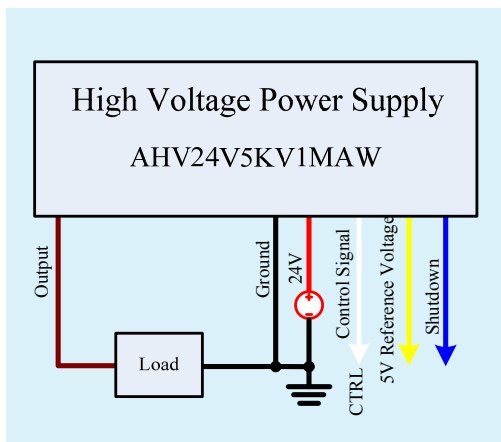 High Voltage Power Supply
AHV24V5KV1MAW
Output
Ground
24V
Control Signal
CTRL
5V Reference Voltage
Shutdown
Load